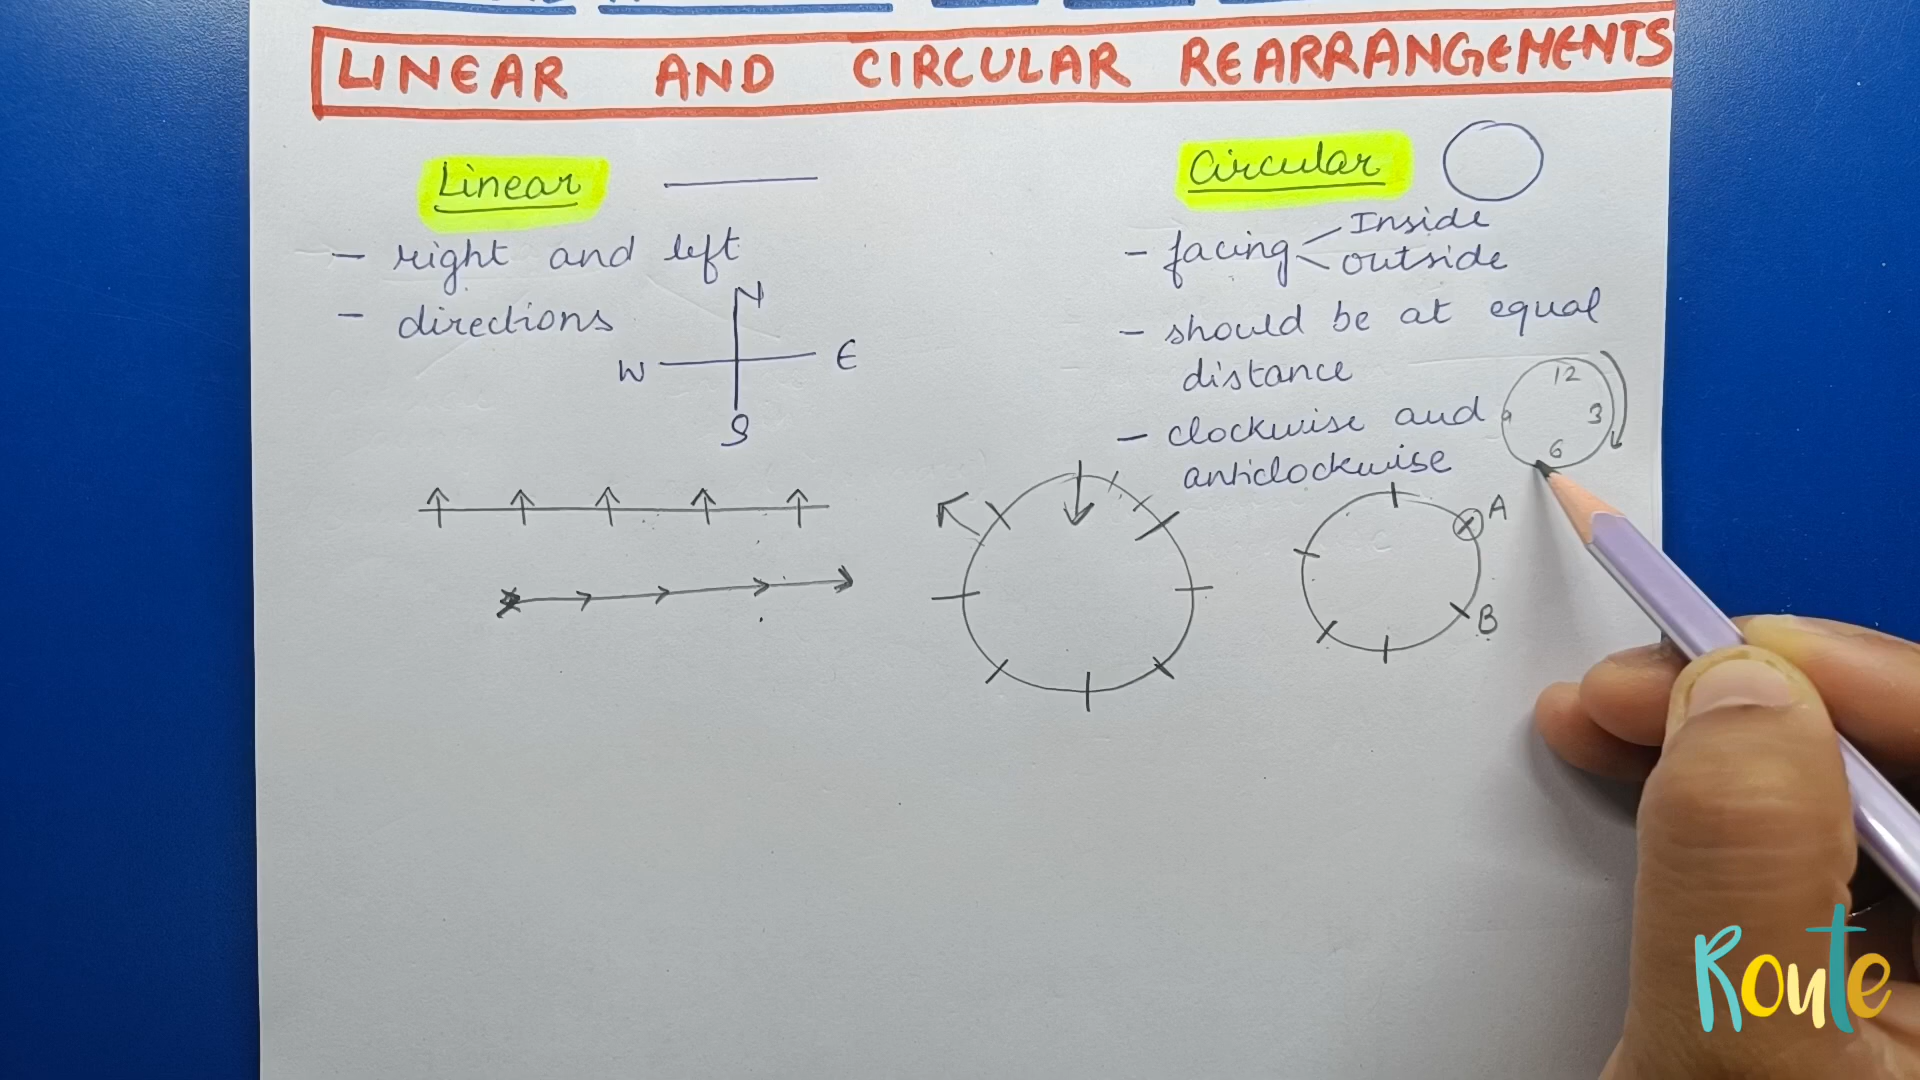 LINEAR AND CIRCULAR REARRANGEMENTS
Linear
- right and left
- directions
N
W E
S
Circular
- facing
Inside
outside
- should be at equal
distance
- clockwise and
anticlockwise
12
9 3
6
A
B
Route